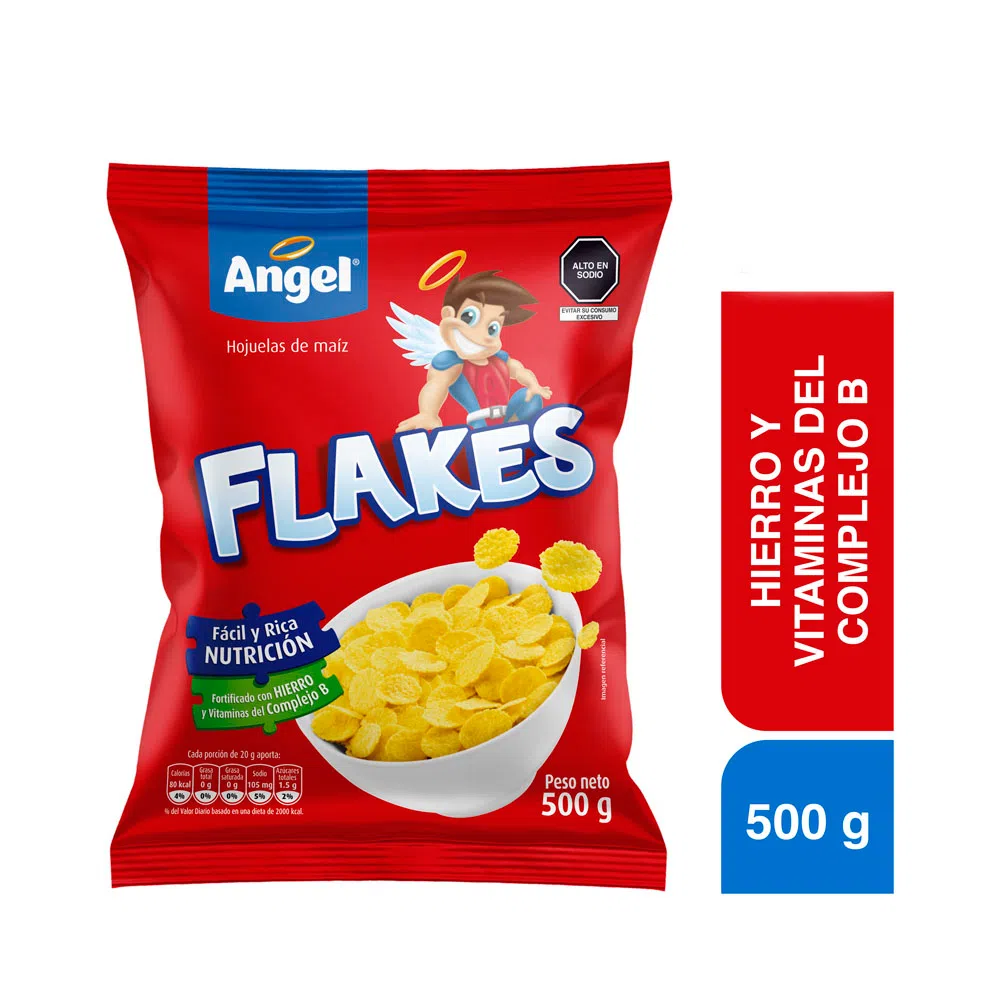 Angel®
Hojuelas de maíz
ALTO EN
SODIO
EVITAR SU CONSUMO
EXCESIVO
FLAKES
Fácil y Rica
NUTRICIÓN
Fortificado con HIERRO
y Vitaminas del Complejo B
Imagen referencial
Cada porción de 20 g aporta:
Calorías
80 kcal
4%
Grasa
total
0 g
0%
Grasa
saturada
0 g
0%
Sodio
105 mg
5%
Azúcares
totales
1.5 g
2%
% del Valor Diario basado en una dieta de 2000 kcal.
Peso neto
500 g
HIERRO Y
VITAMINAS DEL
COMPLEJO B
500 g